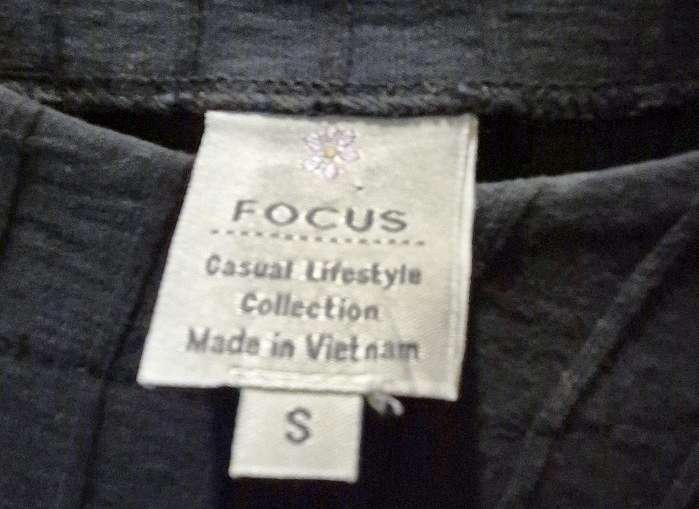 FOCUS
Casual Lifestyle
Collection
Made in Vietnam
S